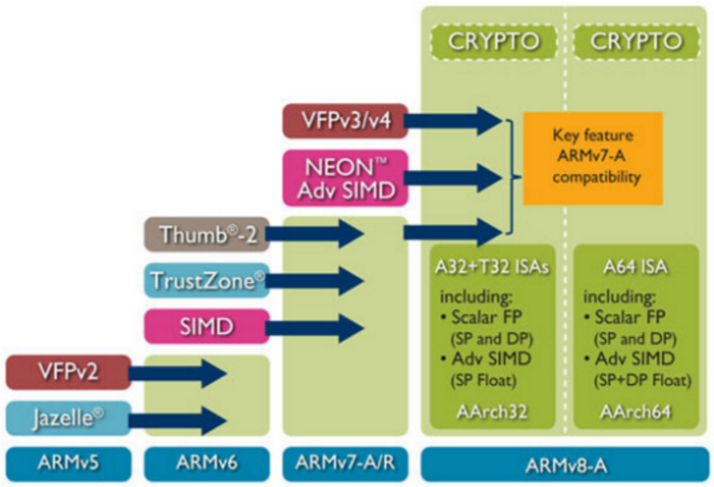 CRYPTO
CRYPTO
VFPv3/v4
Key feature
ARMv7-A
compatibility
NEON™
Adv SIMD
Thumb®-2
TrustZone®
SIMD
A32+T32 ISAs
including:
• Scalar FP
(SP and DP)
• Adv SIMD
(SP Float)
AArch32
A64 ISA
including:
• Scalar FP
(SP and DP)
• Adv SIMD
(SP+DP Float)
AArch64
VFPv2
Jazelle®
ARMv5
ARMv6
ARMv7-A/R
ARMv8-A